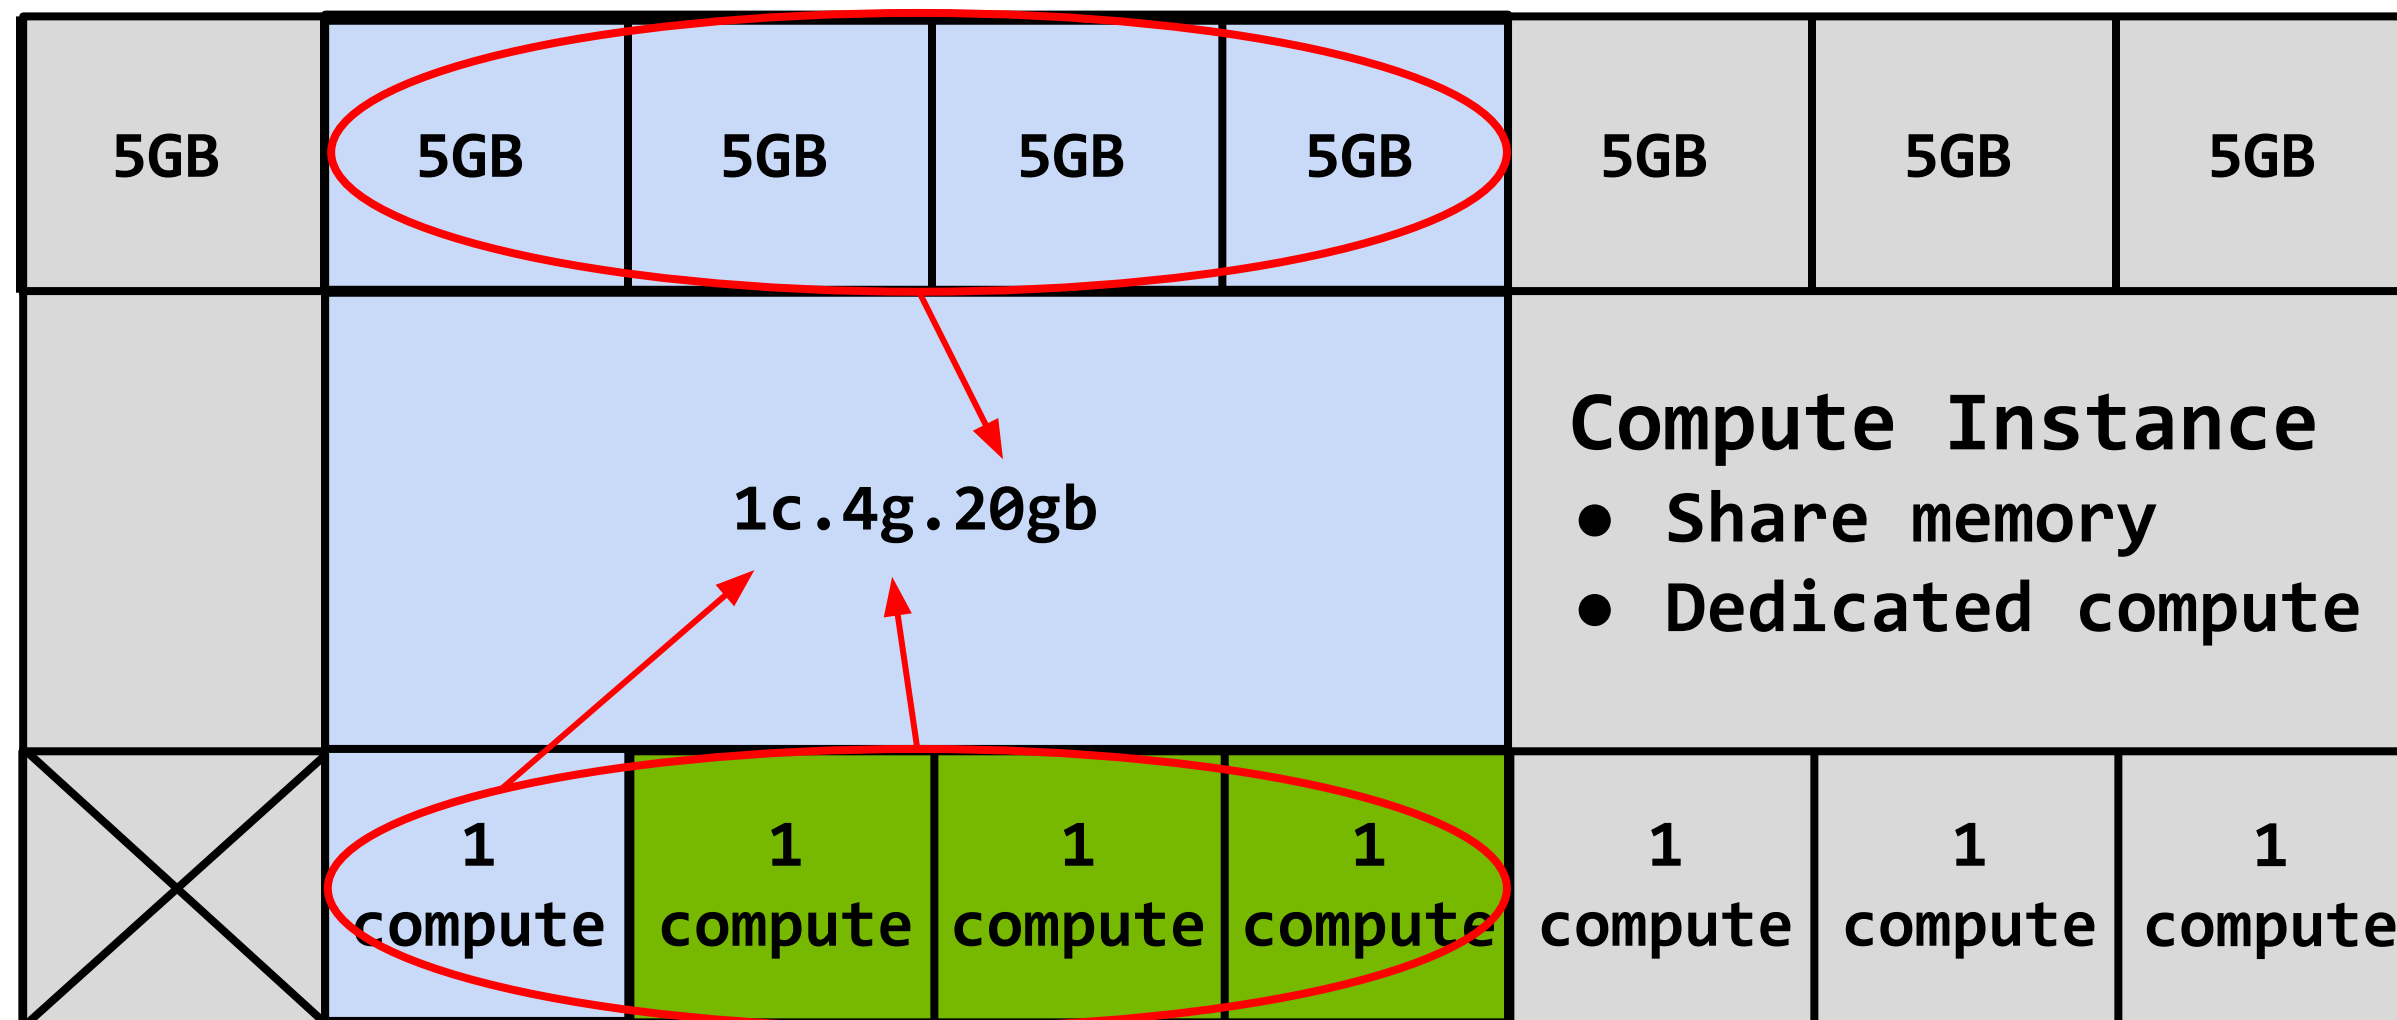 5GB 5GB 5GB 5GB 5GB 5GB 5GB 5GB
1c.4g.20gb
Compute Instance
● Share memory
● Dedicated compute
1 1 1 1 1 1 1
compute compute compute compute compute compute compute